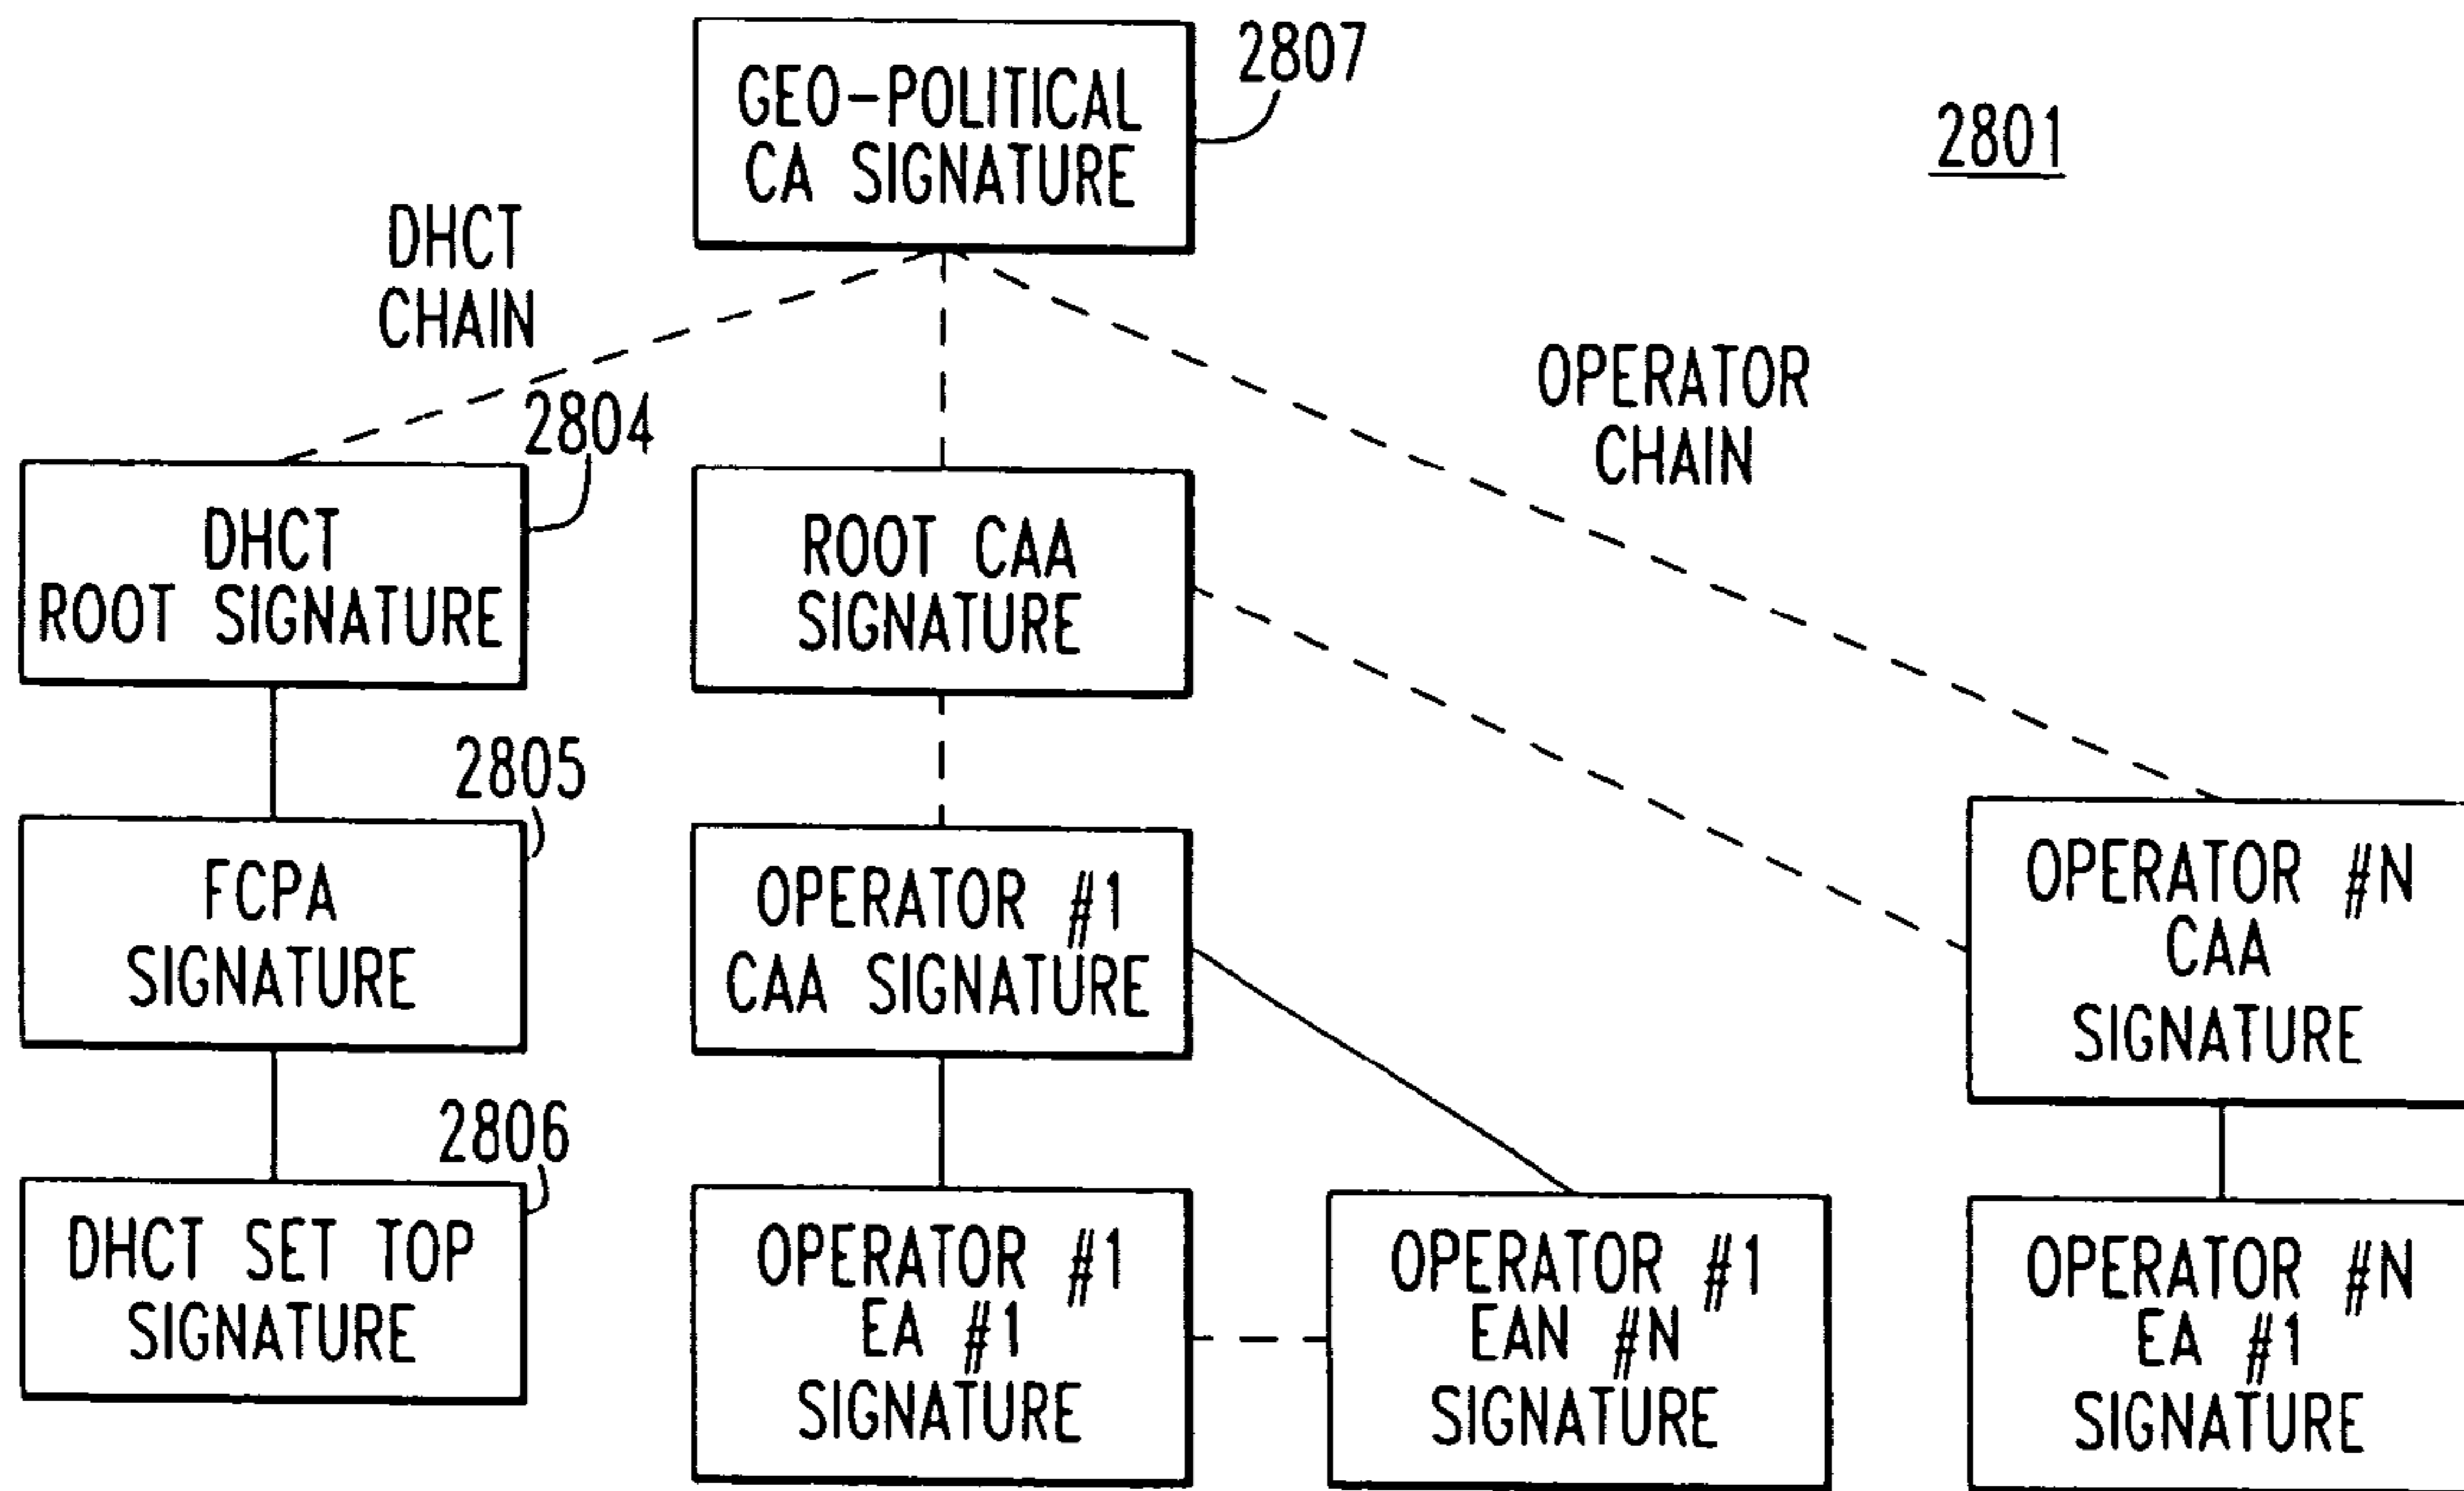 GEO-POLITICAL
CA SIGNATURE
2807
2801
DHCT
CHAIN
OPERATOR
CHAIN
2804
DHCT
ROOT SIGNATURE
ROOT CAA
SIGNATURE
2805
FCPA
SIGNATURE
OPERATOR #1
CAA SIGNATURE
OPERATOR #N
CAA
SIGNATURE
2806
DHCT SET TOP
SIGNATURE
OPERATOR #1
EA #1
SIGNATURE
OPERATOR #1
EAN #N
SIGNATURE
OPERATOR #N
EA #1
SIGNATURE